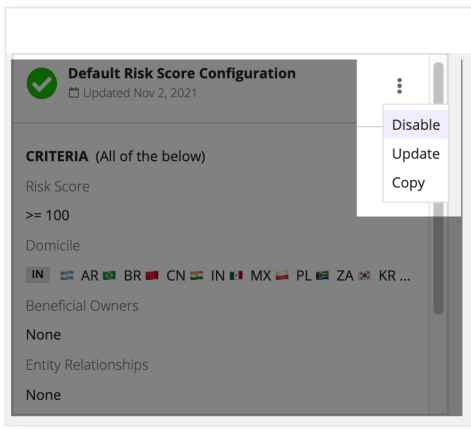 Default Risk Score Configuration
Updated Nov 2, 2021
Disable
Update
Copy
CRITERIA (All of the below)
Risk Score
>= 100
Domicile
IN AR BR CN IN MX PL ZA KR ...
Beneficial Owners
None
Entity Relationships
None